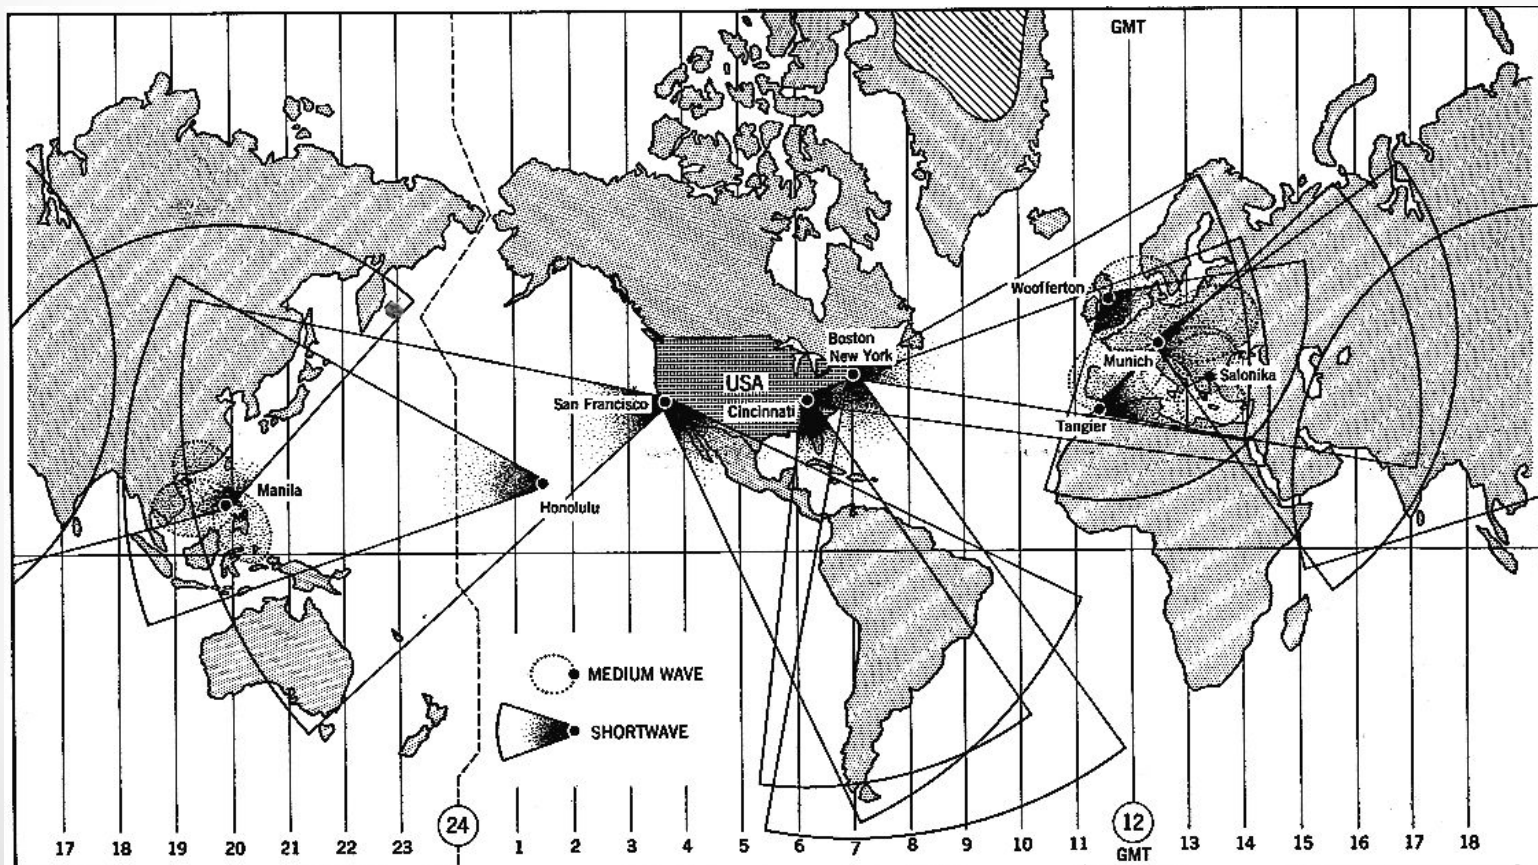 GMT
Woofferton
Boston
New York
Munich
Salonika
USA
San Francisco
Cincinnati
Tangier
Manila
Honolulu
MEDIUM WAVE
SHORTWAVE
24
12
17 18 19 20 21 22 23 1 2 3 4 5 6 7 8 9 10 11 13 14 15 16 17 18
GMT